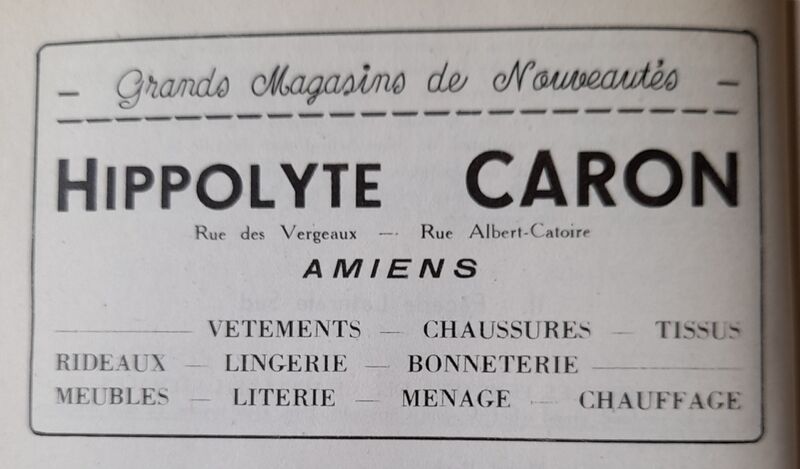 — Grands Magasins de Nouveautés —
HIPPOLYTE CARON
Rue des Vergeaux — Rue Albert-Catoire
AMIENS
VETEMENTS — CHAUSSURES — TISSUS
RIDEAUX — LINGERIE — BONNETERIE
MEUBLES — LITERIE — MENAGE — CHAUFFAGE